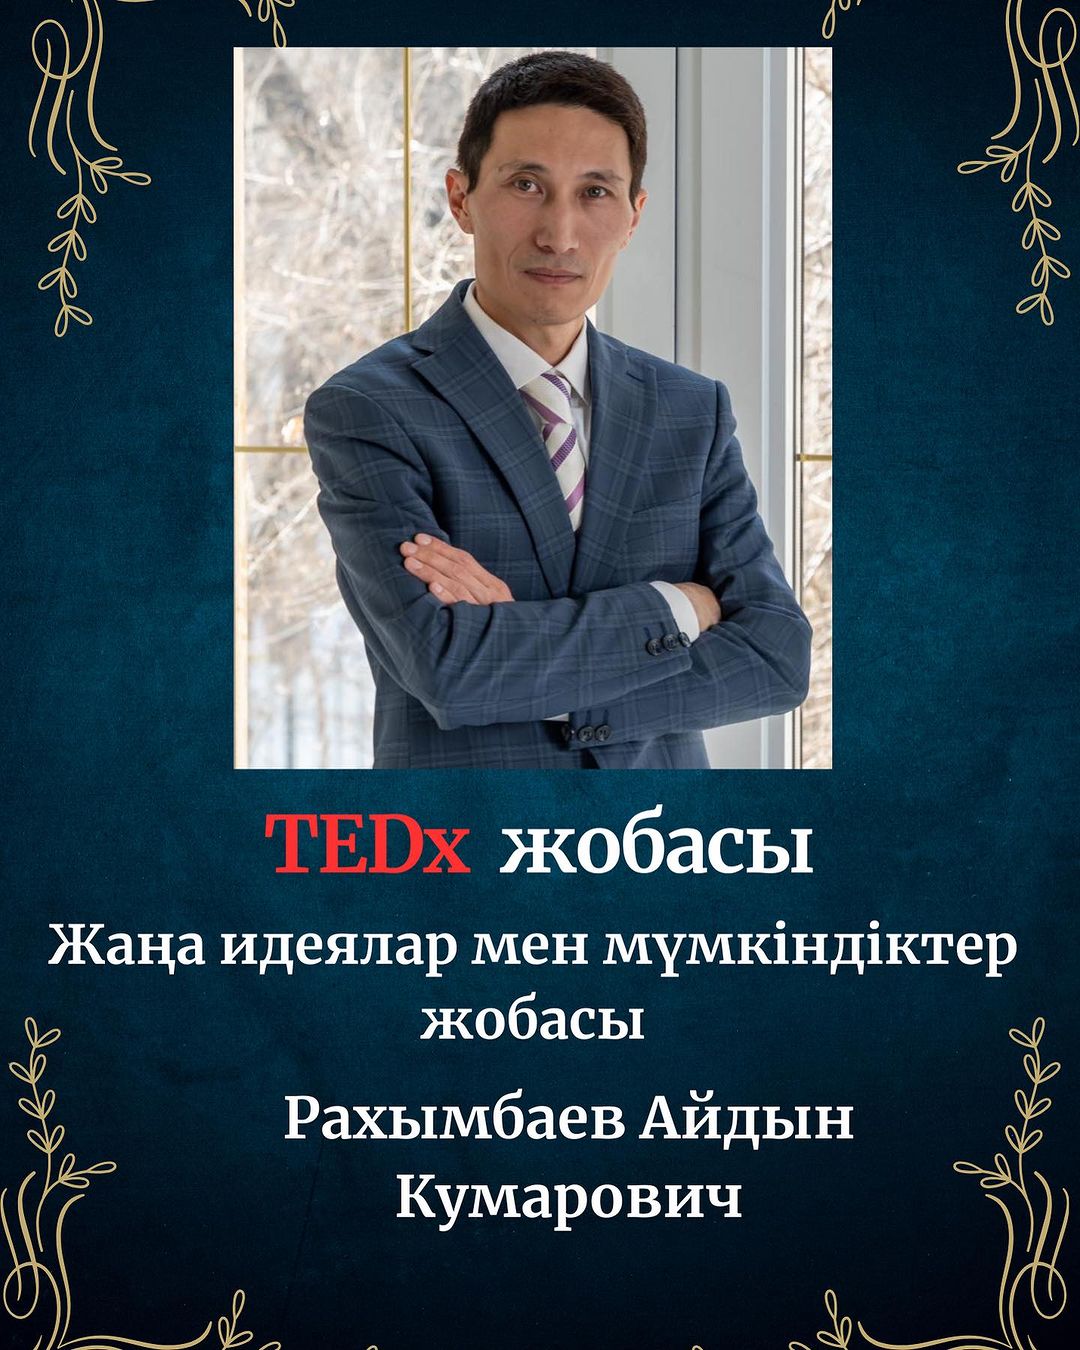 TEDx жобасы
Жаңа идеялар мен мүмкіндіктер
жобасы
Рахымбаев Айдын
Кумарович